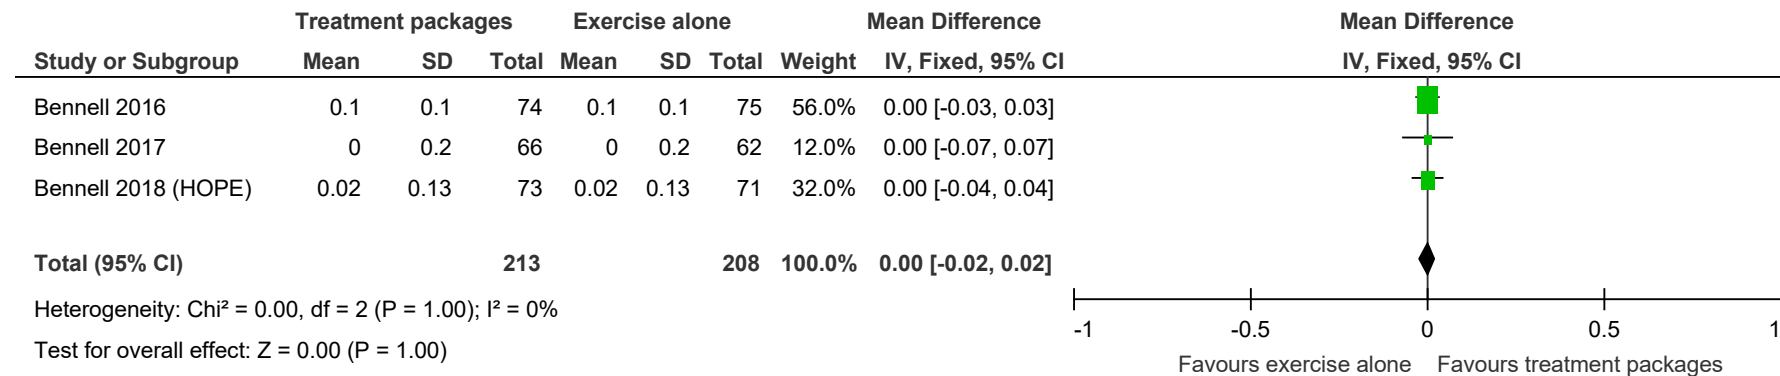 Treatment packages Exercise alone Mean Difference Mean Difference
Study or Subgroup Mean SD Total Mean SD Total Weight IV, Fixed, 95% CI IV, Fixed, 95% CI
Bennell 2016 0.1 0.1 74 0.1 0.1 75 56.0% 0.00 [-0.03, 0.03]
Bennell 2017 0 0.2 66 0 0.2 62 12.0% 0.00 [-0.07, 0.07]
Bennell 2018 (HOPE) 0.02 0.13 73 0.02 0.13 71 32.0% 0.00 [-0.04, 0.04]
Total (95% CI) 213 208 100.0% 0.00 [-0.02, 0.02]
Heterogeneity: Chi² = 0.00, df = 2 (P = 1.00); I² = 0%
Test for overall effect: Z = 0.00 (P = 1.00)
-1 -0.5 0 0.5 1
Favours exercise alone Favours treatment packages